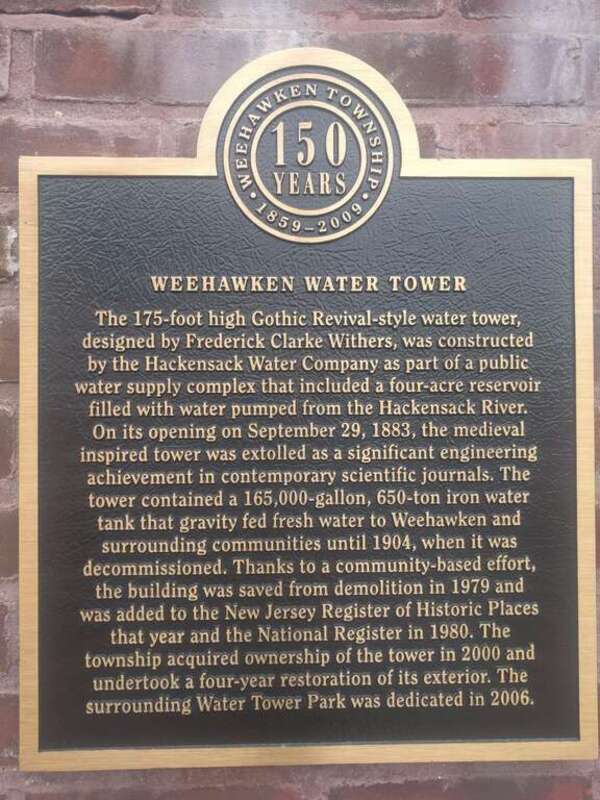 WEEHAWKEN TOWNSHIP
150
YEARS
• 1859–2009 •
WEEHAWKEN WATER TOWER
The 175-foot high Gothic Revival-style water tower,
designed by Frederick Clarke Withers, was constructed
by the Hackensack Water Company as part of a public
water supply complex that included a four-acre reservoir
filled with water pumped from the Hackensack River.
On its opening on September 29, 1883, the medieval
inspired tower was extolled as a significant engineering
achievement in contemporary scientific journals. The
tower contained a 165,000-gallon, 650-ton iron water
tank that gravity fed fresh water to Weehawken and
surrounding communities until 1904, when it was
decommissioned. Thanks to a community-based effort,
the building was saved from demolition in 1979 and
was added to the New Jersey Register of Historic Places
that year and the National Register in 1980. The
township acquired ownership of the tower in 2000 and
undertook a four-year restoration of its exterior. The
surrounding Water Tower Park was dedicated in 2006.